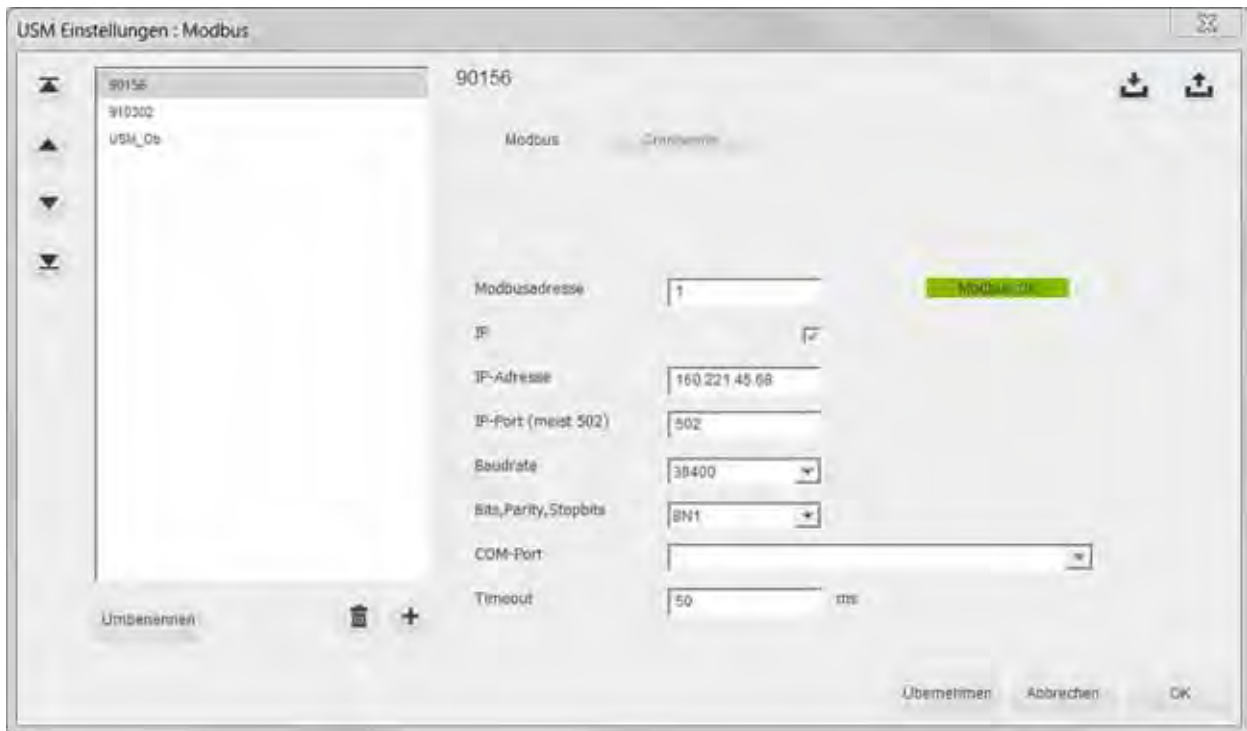 USM Einstellungen : Modbus
90156
910302
USM_Ob
Umbenennen
90156
Modbus
Grenzwerte
Modbusadresse
1
Modbus OK
IP
IP-Adresse
160.221.45.68
IP-Port (meist 502)
502
Baudrate
38400
Bits,Parity,Stopbits
8N1
COM-Port
Timeout
50
ms
Übernehmen
Abbrechen
OK